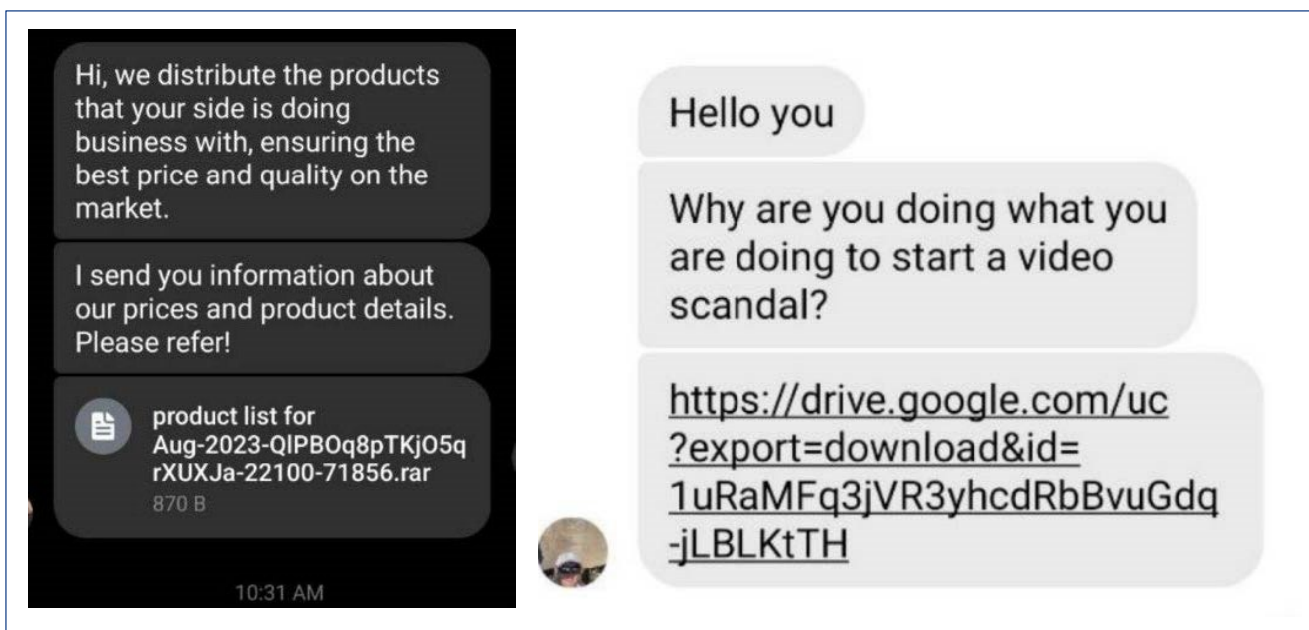 Hi, we distribute the products
that your side is doing
business with, ensuring the
best price and quality on the
market.
I send you information about
our prices and product details.
Please refer!
product list for
Aug-2023-QlPBOq8pTKjO5q
rXUXJa-22100-71856.rar
870 B
10:31 AM
Hello you
Why are you doing what you
are doing to start a video
scandal?
https://drive.google.com/uc
?export=download&id=
1uRaMFq3jVR3yhcdRbBvuGdq
-jLBLKtTH